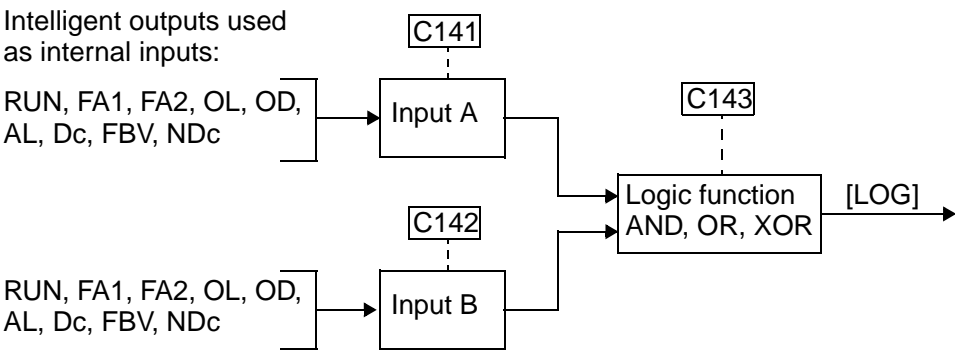 Intelligent outputs used
as internal inputs:
C141
RUN, FA1, FA2, OL, OD,
AL, Dc, FBV, NDc
Input A
C143
Logic function
AND, OR, XOR
[LOG]
C142
RUN, FA1, FA2, OL, OD,
AL, Dc, FBV, NDc
Input B